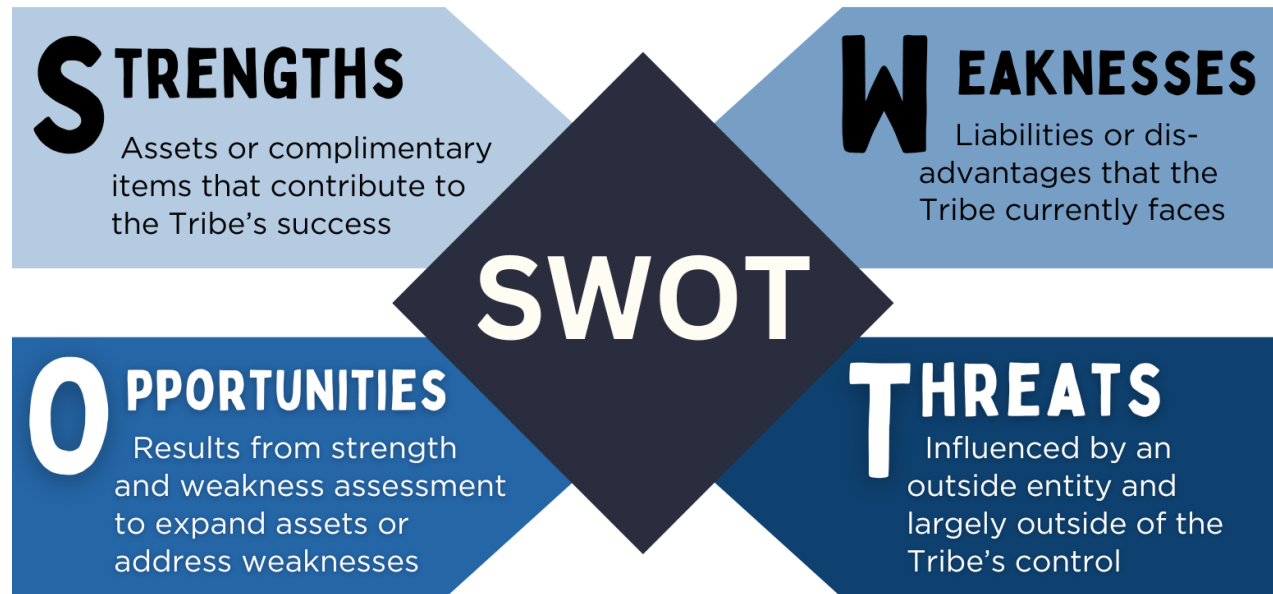 STRENGTHS
Assets or complimentary
items that contribute to
the Tribe's success
WEAKNESSES
Liabilities or dis-
advantages that the
Tribe currently faces
SWOT
OPPORTUNITIES
Results from strength
and weakness assessment
to expand assets or
address weaknesses
THREATS
Influenced by an
outside entity and
largely outside of the
Tribe's control